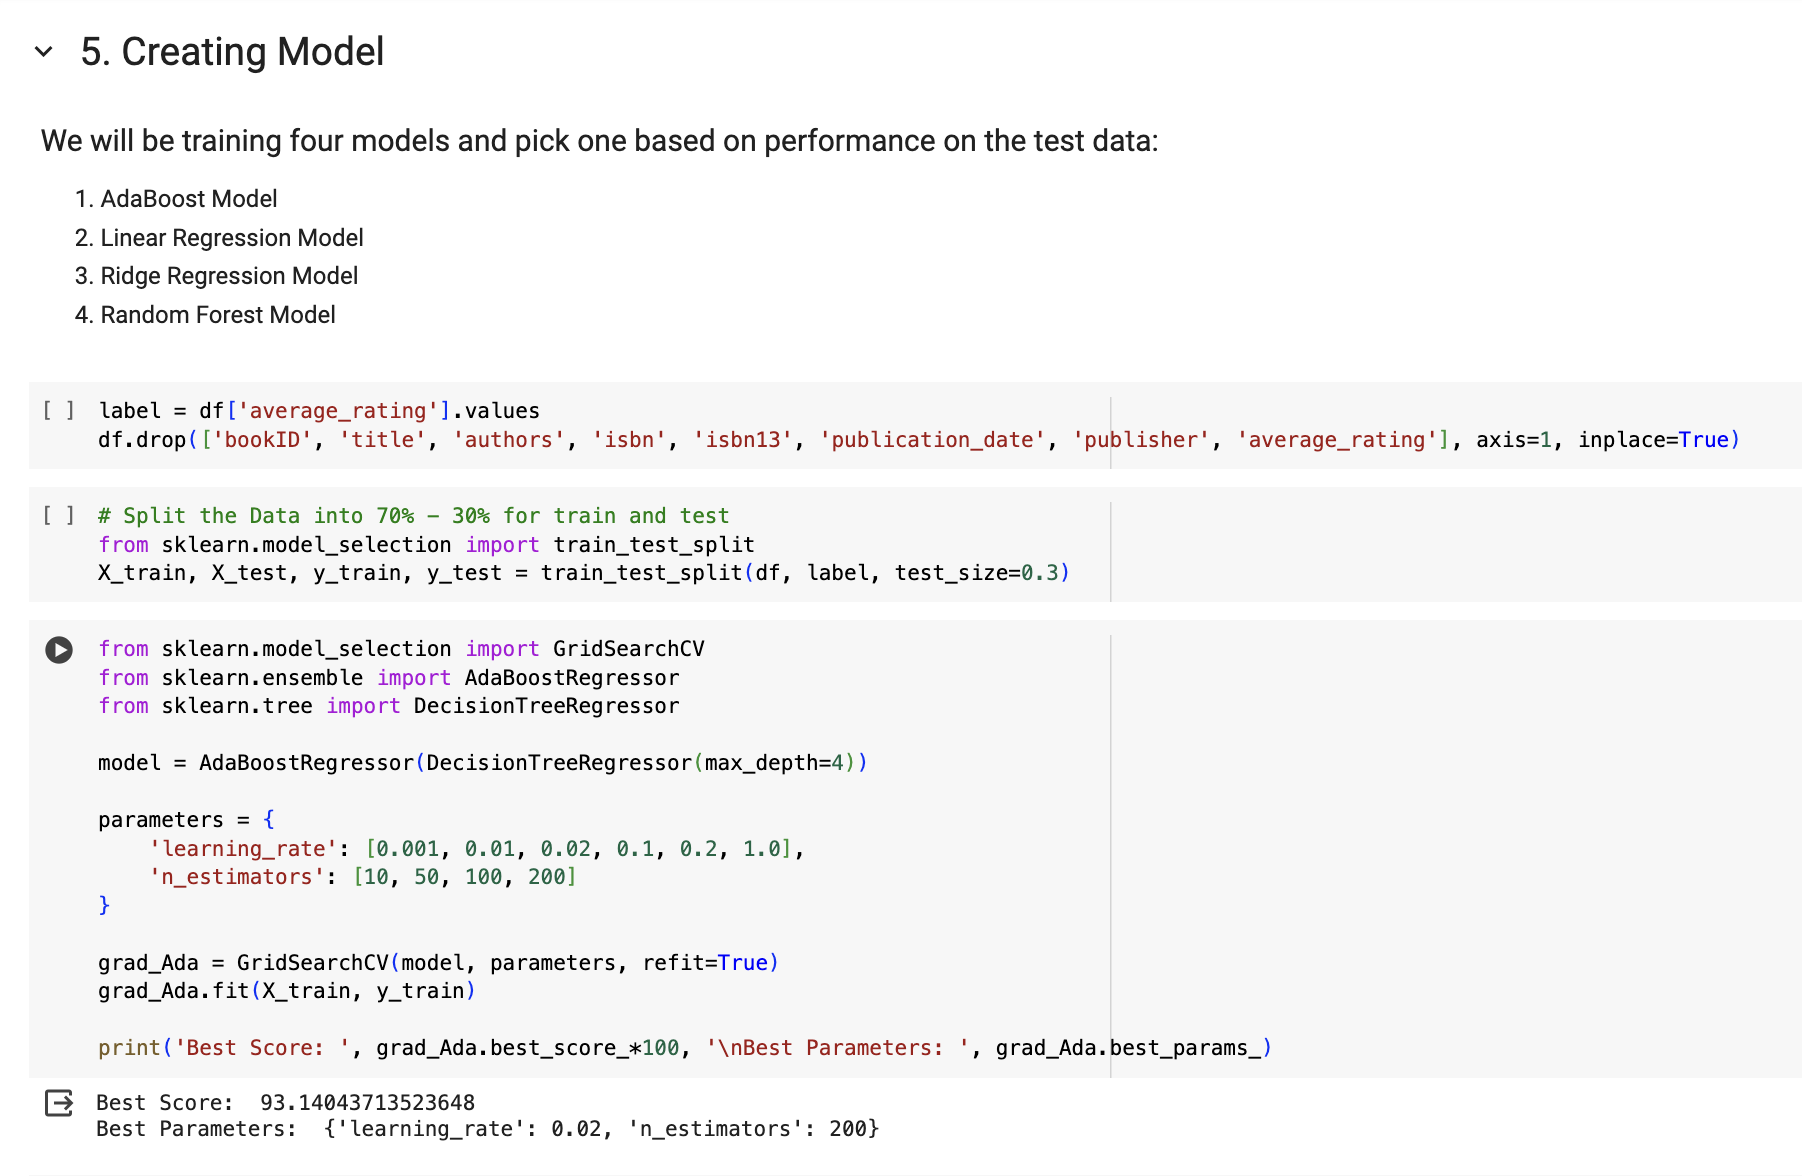 5. Creating Model
We will be training four models and pick one based on performance on the test data:
1. AdaBoost Model
2. Linear Regression Model
3. Ridge Regression Model
4. Random Forest Model
[ ] label = df['average_rating'].values
df.drop(['bookID', 'title', 'authors', 'isbn', 'isbn13', 'publication_date', 'publisher', 'average_rating'], axis=1, inplace=True)
[ ] # Split the Data into 70% – 30% for train and test
from sklearn.model_selection import train_test_split
X_train, X_test, y_train, y_test = train_test_split(df, label, test_size=0.3)
from sklearn.model_selection import GridSearchCV
from sklearn.ensemble import AdaBoostRegressor
from sklearn.tree import DecisionTreeRegressor
model = AdaBoostRegressor(DecisionTreeRegressor(max_depth=4))
parameters = {
    'learning_rate': [0.001, 0.01, 0.02, 0.1, 0.2, 1.0],
    'n_estimators': [10, 50, 100, 200]
}
grad_Ada = GridSearchCV(model, parameters, refit=True)
grad_Ada.fit(X_train, y_train)
print('Best Score: ', grad_Ada.best_score_*100, '\nBest Parameters: ', grad_Ada.best_params_)
Best Score:  93.14043713523648
Best Parameters:  {'learning_rate': 0.02, 'n_estimators': 200}